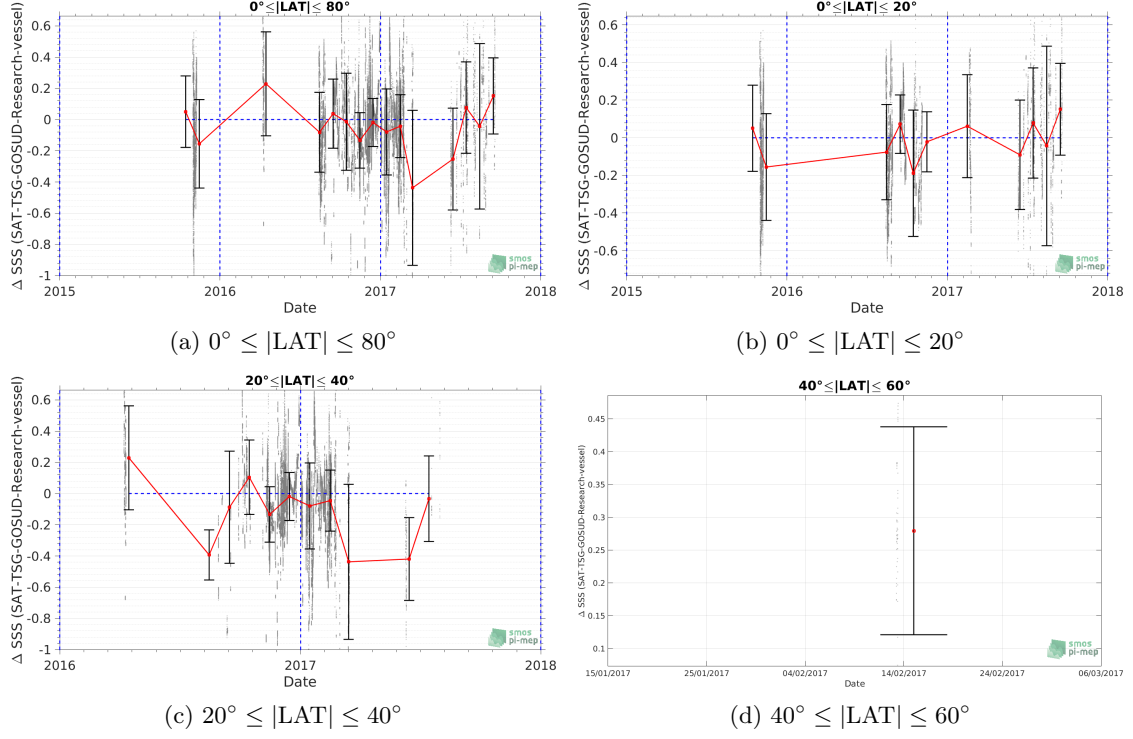 0°≤|LAT|≤ 80°
Δ SSS (SAT-TSG-GOSUD-Research-vessel)
0.6
0.4
0.2
0
-0.2
-0.4
-0.6
-0.8
-1
2015 2016 2017 2018
Date
smos
pi-mep
(a) 0° ≤ |LAT| ≤ 80°
0°≤|LAT|≤ 20°
Δ SSS (SAT-TSG-GOSUD-Research-vessel)
0.6
0.4
0.2
0
-0.2
-0.4
-0.6
2015 2016 2017 2018
Date
smos
pi-mep
(b) 0° ≤ |LAT| ≤ 20°
20°≤|LAT|≤ 40°
Δ SSS (SAT-TSG-GOSUD-Research-vessel)
0.6
0.4
0.2
0
-0.2
-0.4
-0.6
-0.8
-1
2016 2017 2018
Date
smos
pi-mep
(c) 20° ≤ |LAT| ≤ 40°
40°≤|LAT|≤ 60°
Δ SSS (SAT-TSG-GOSUD-Research-vessel)
0.45
0.4
0.35
0.3
0.25
0.2
0.15
0.1
15/01/2017 25/01/2017 04/02/2017 14/02/2017 24/02/2017 06/03/2017
Date
smos
pi-mep
(d) 40° ≤ |LAT| ≤ 60°